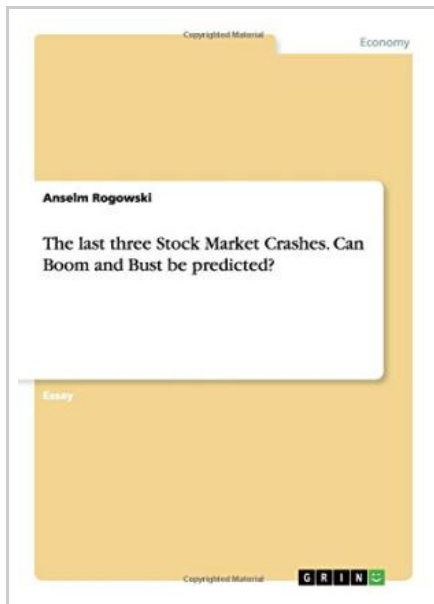 Copyrighted Material
Economy
Anselm Rogowski
The last three Stock Market Crashes. Can
Boom and Bust be predicted?
Essay
Copyrighted Material
GRIN